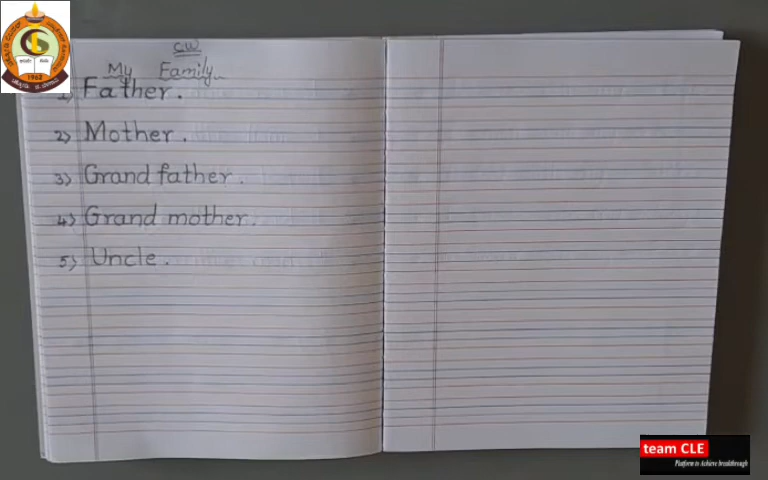 C.W
My Family
1) Father.
2) Mother.
3) Grand father.
4) Grand mother.
5) Uncle.
1962
team CLE
Platform to Achieve breakthrough